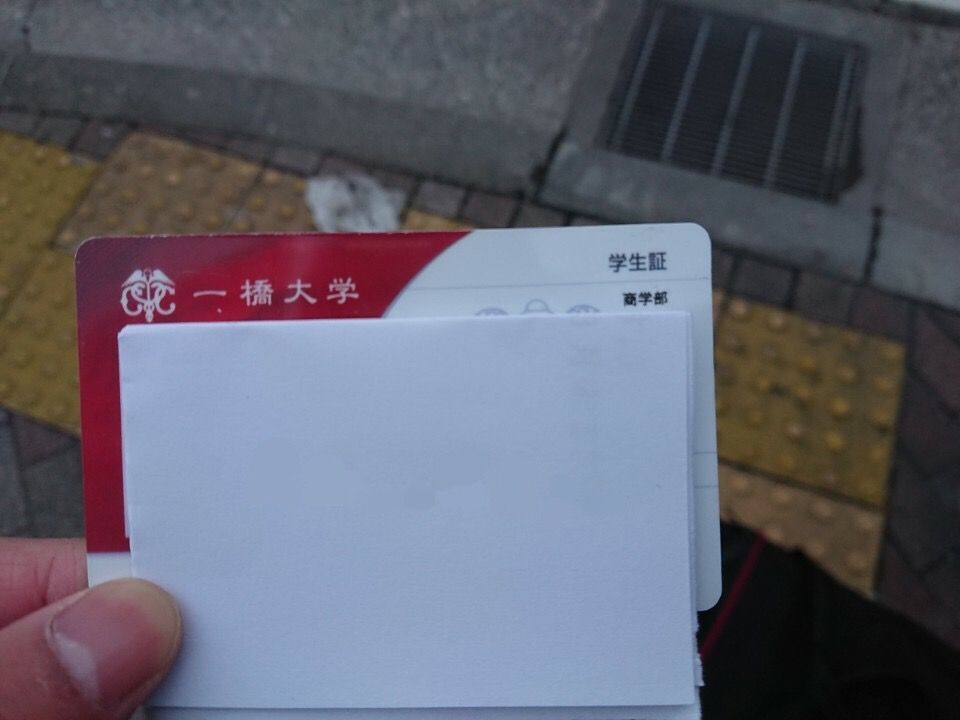 学生証
一橋大学
商学部